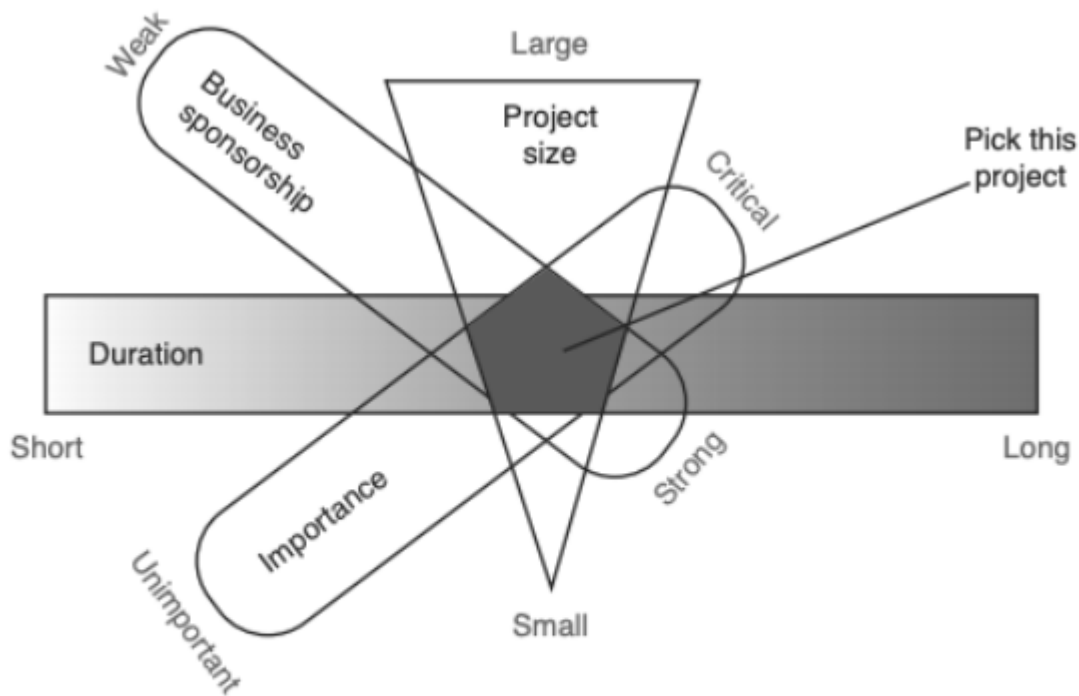 Weak
Large
Business
sponsorship
Project
size
Critical
Pick this
project
Duration
Short
Long
Strong
Importance
Unimportant
Small